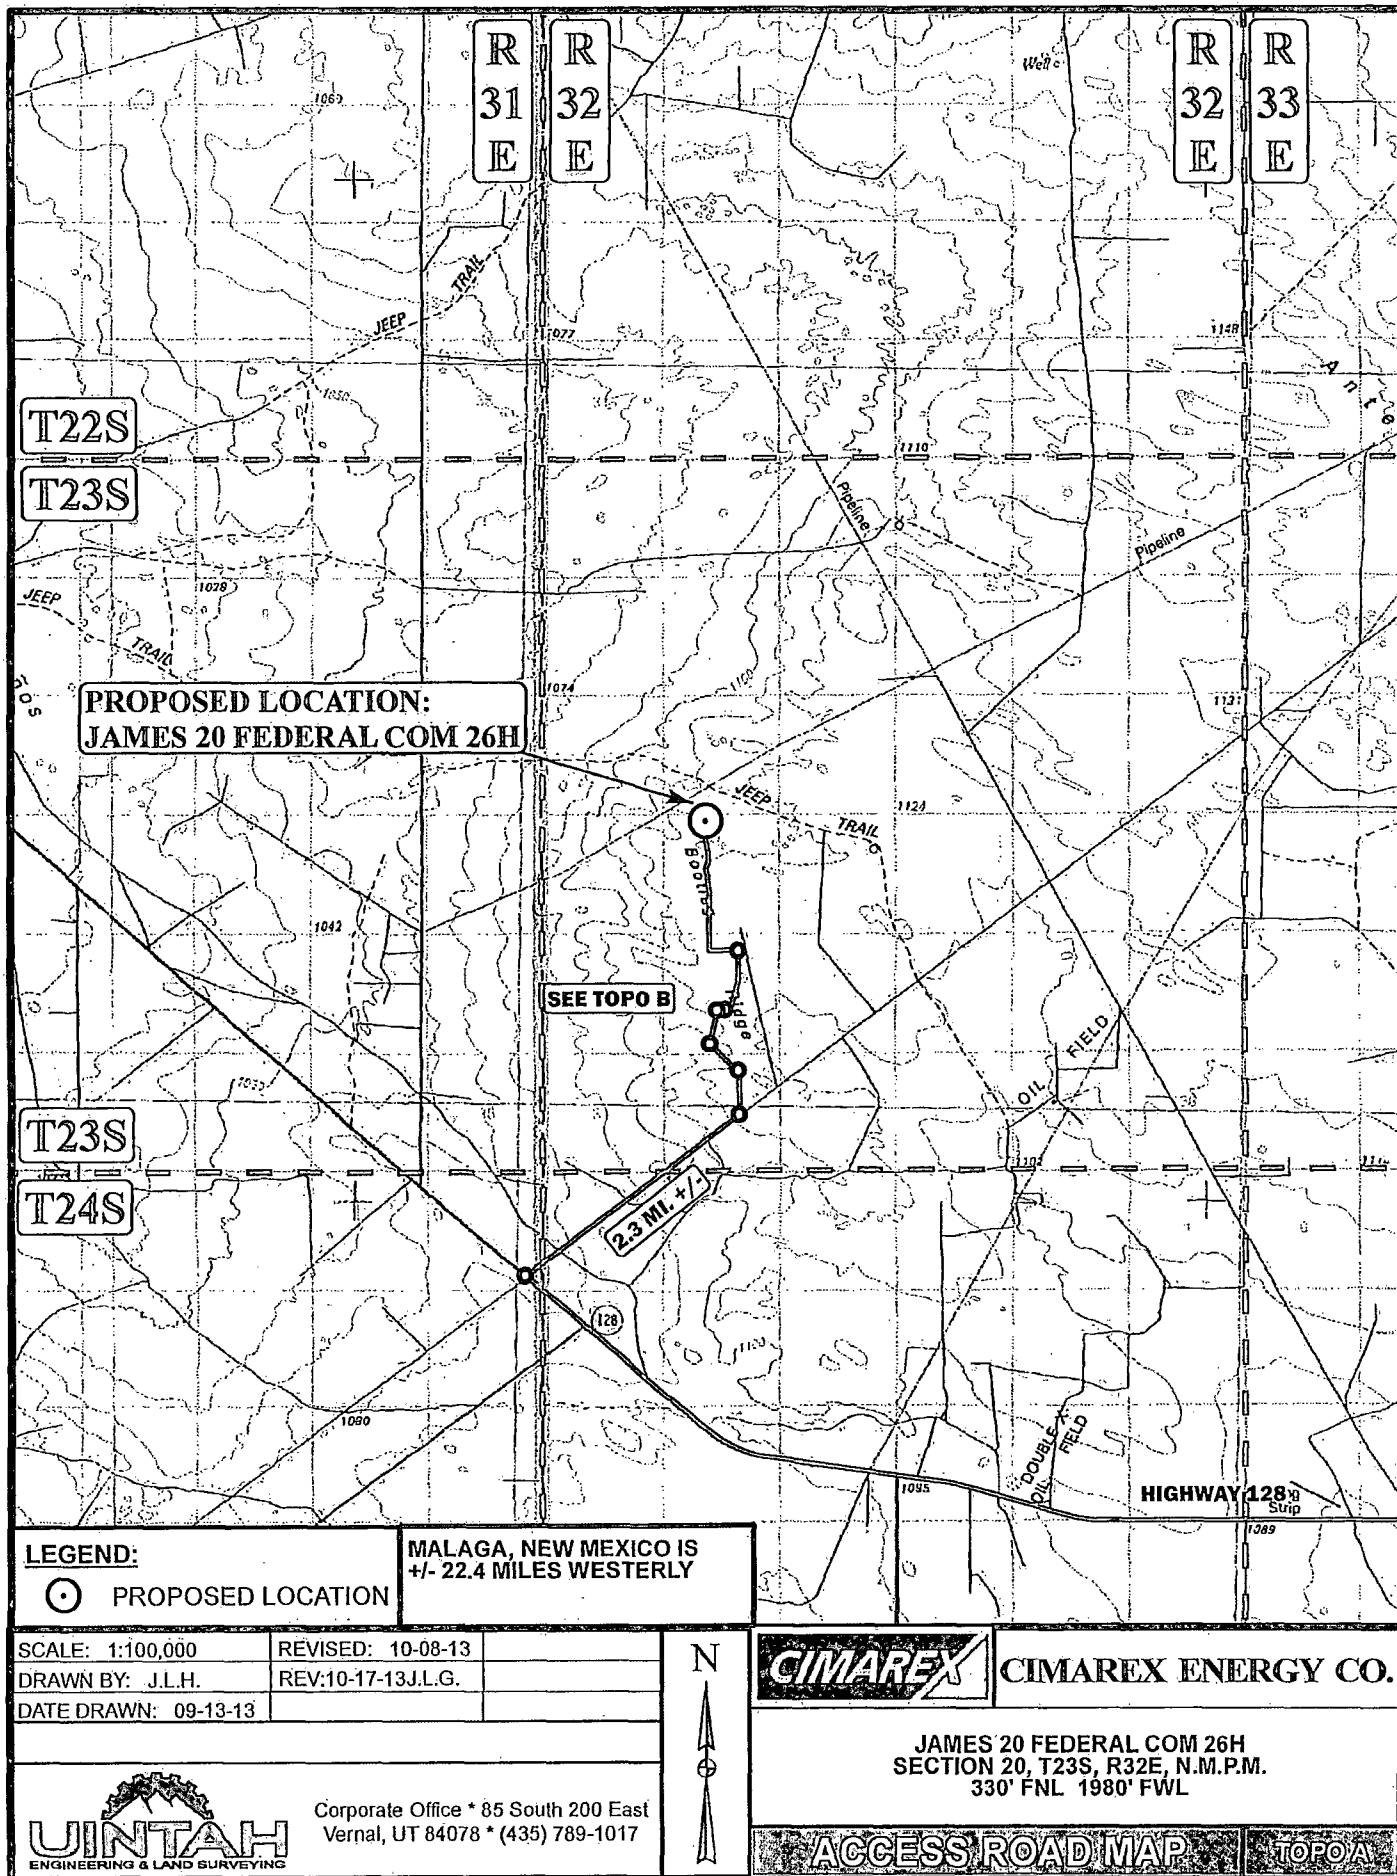 R
31
E
R
32
E
R
32
E
R
33
E
TRAIL
JEEP
1077
1148
T22S
T23S
1110
Pipeline
Pipeline
1028
JEEP
TRAIL
1074
1100
1131
PROPOSED LOCATION:
JAMES 20 FEDERAL COM 26H
JEEP
TRAIL
1124
1042
SEE TOPO B
Ridge
OIL FIELD
T23S
T24S
1102
2.3 MI. +/-
128
1080
DOUBLE X
OIL FIELD
1095
HIGHWAY 128
Strip
1089
LEGEND:
PROPOSED LOCATION
MALAGA, NEW MEXICO IS
+/- 22.4 MILES WESTERLY
SCALE: 1:100,000
REVISED: 10-08-13
DRAWN BY: J.L.H.
REV:10-17-13J.L.G.
DATE DRAWN: 09-13-13
N
CIMAREX
CIMAREX ENERGY CO.
JAMES 20 FEDERAL COM 26H
SECTION 20, T23S, R32E, N.M.P.M.
330' FNL 1980' FWL
UINTAH
ENGINEERING & LAND SURVEYING
Corporate Office * 85 South 200 East
Vernal, UT 84078 * (435) 789-1017
ACCESS ROAD MAP
TOPO A